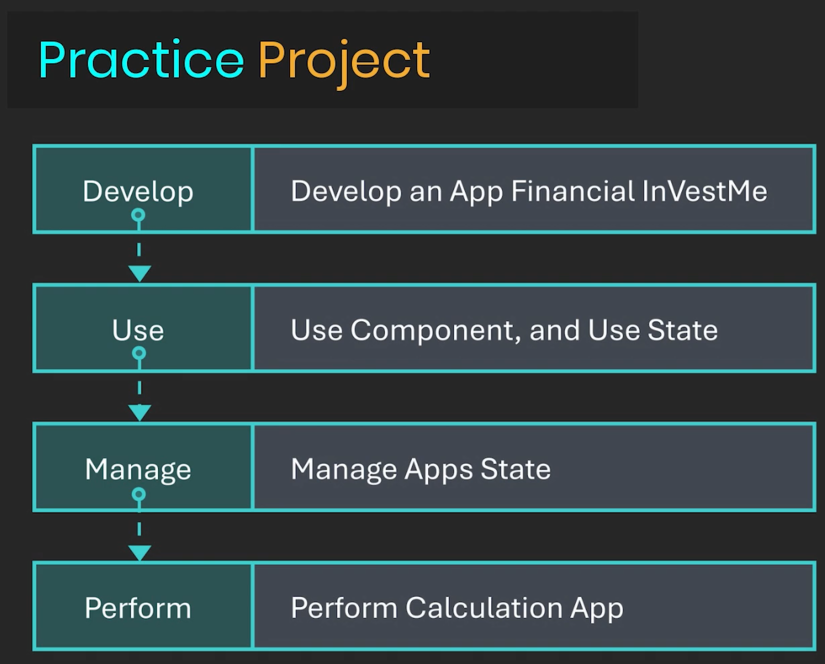 Practice Project
Develop
Develop an App Financial InVestMe
Use
Use Component, and Use State
Manage
Manage Apps State
Perform
Perform Calculation App